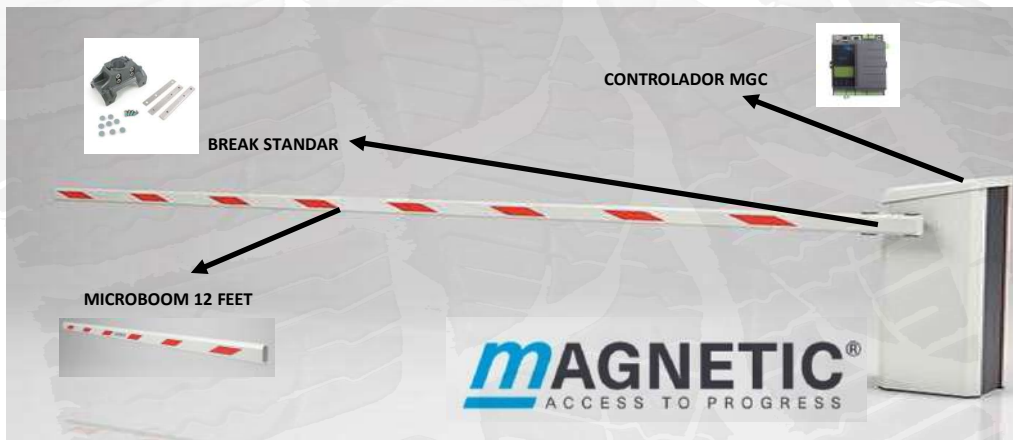 CONTROLADOR MGC
BREAK STANDAR
MICROBOOM 12 FEET
mAGNETIC®
ACCESS TO PROGRESS